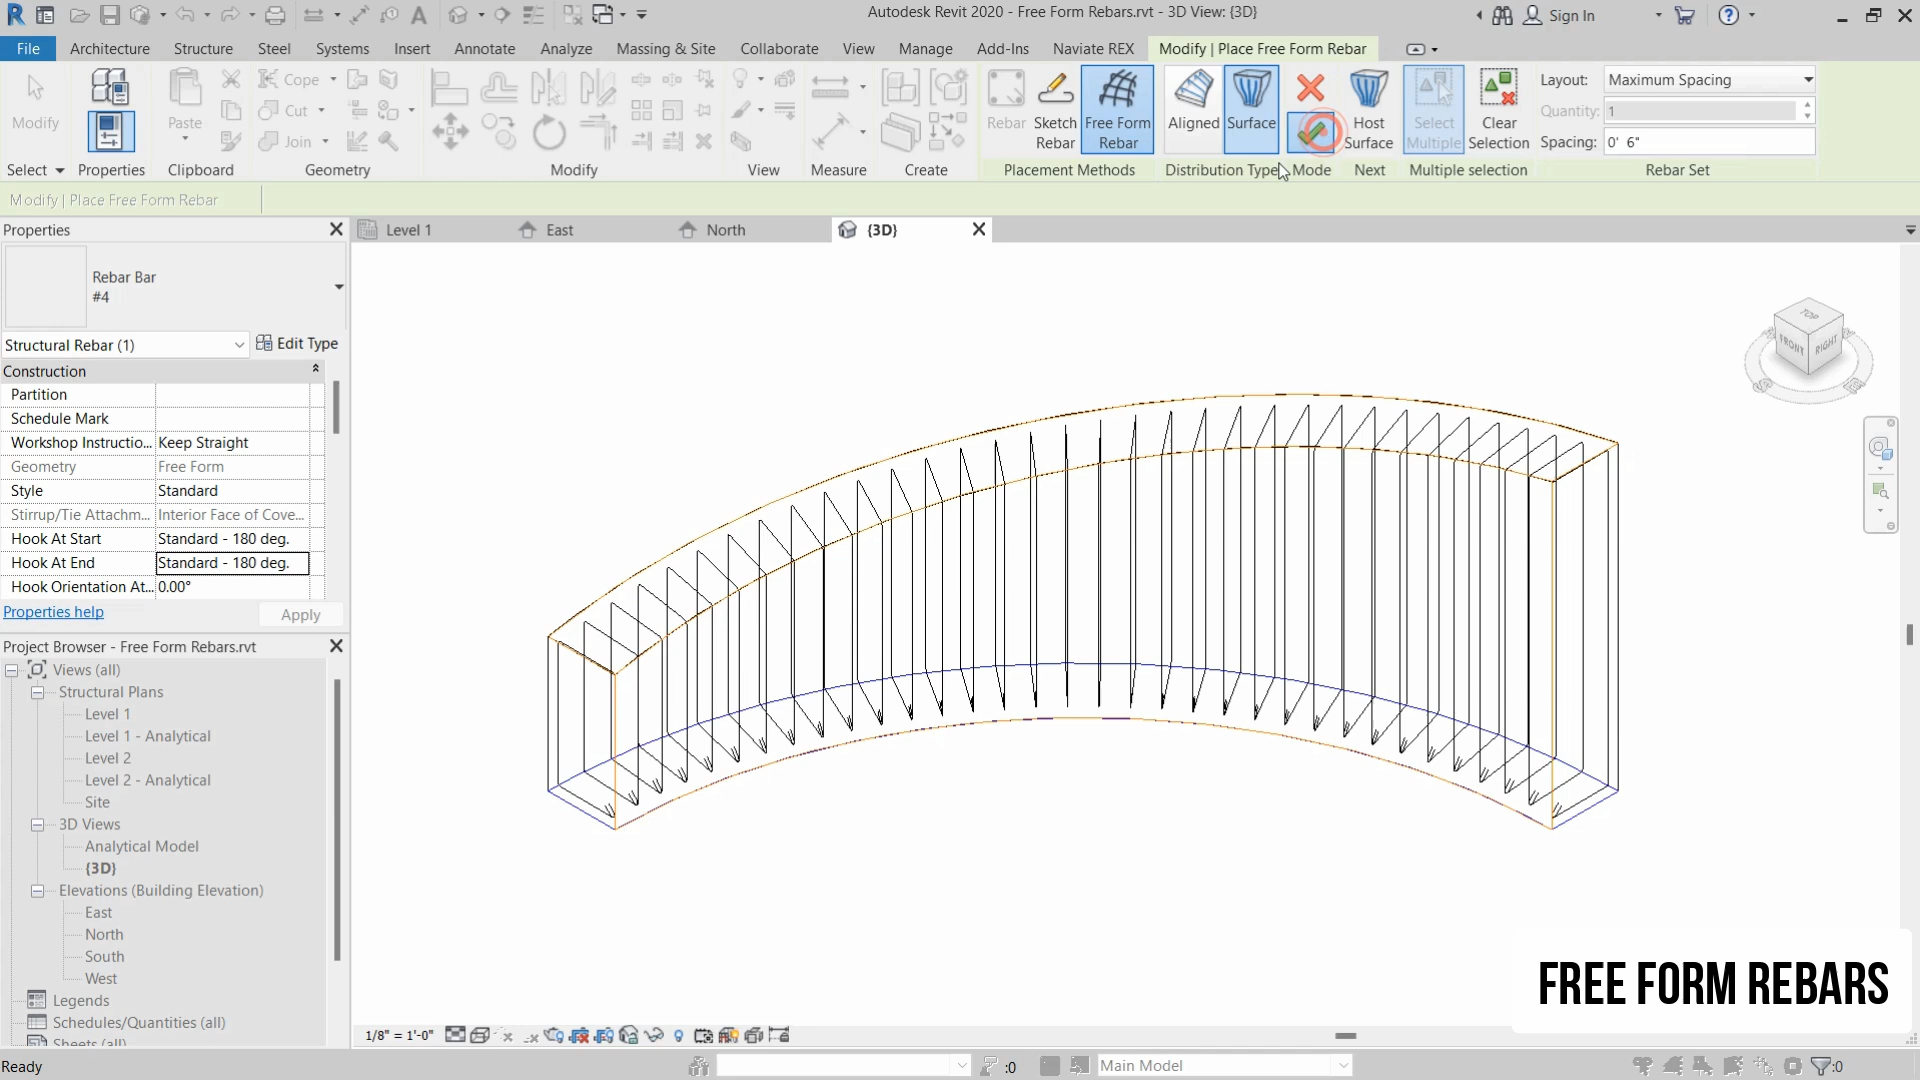 Autodesk Revit 2020 - Free Form Rebars.rvt - 3D View: {3D}
Sign In
File Architecture Structure Steel Systems Insert Annotate Analyze Massing & Site Collaborate View Manage Add-Ins Naviate REX Modify | Place Free Form Rebar
Modify
Paste
Cope
Cut
Join
Rebar
Sketch Rebar
Free Form Rebar
Aligned
Surface
Host Surface
Select Multiple
Clear Selection
Layout: Maximum Spacing
Quantity: 1
Spacing: 0' 6"
Select Properties Clipboard Geometry Modify View Measure Create Placement Methods Distribution Type Mode Next Multiple selection Rebar Set
Modify | Place Free Form Rebar
Properties
Level 1
East
North
{3D}
Rebar Bar
#4
Structural Rebar (1)
Edit Type
Construction
Partition
Schedule Mark
Workshop Instructio... Keep Straight
Geometry Free Form
Style Standard
Stirrup/Tie Attachm... Interior Face of Cove...
Hook At Start Standard - 180 deg.
Hook At End Standard - 180 deg.
Hook Orientation At... 0.00°
Properties help
Apply
Project Browser - Free Form Rebars.rvt
Views (all)
Structural Plans
Level 1
Level 1 - Analytical
Level 2
Level 2 - Analytical
Site
3D Views
Analytical Model
{3D}
Elevations (Building Elevation)
East
North
South
West
Legends
Schedules/Quantities (all)
Sheets (all)
TOP
FRONT
RIGHT
FREE FORM REBARS
1/8" = 1'-0"
Ready
:0
Main Model
:0